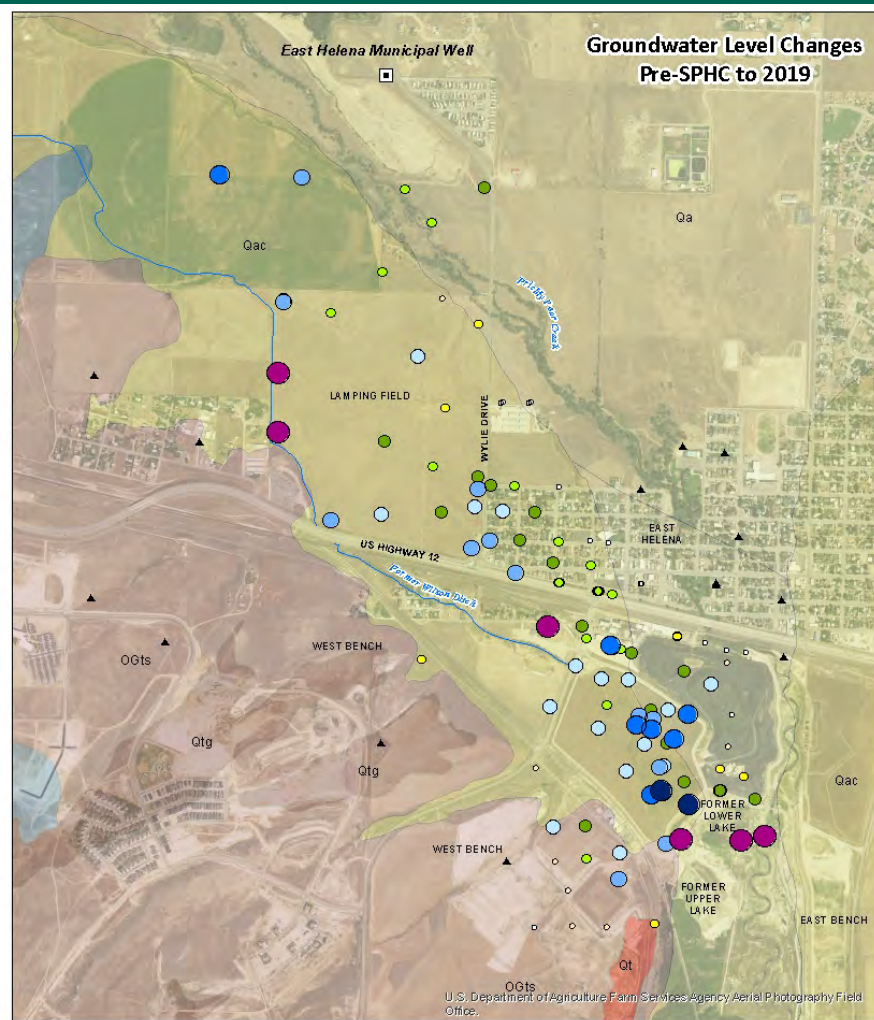 Groundwater Level Changes
Pre-SPHC to 2019
East Helena Municipal Well
Qa
Qac
Prickly Pear Creek
LAMPING FIELD
WYLIE DRIVE
EAST
HELENA
US HIGHWAY 12
Former Wilson Ditch
WEST BENCH
OGts
Qtg
Qtg
Qac
FORMER
LOWER
LAKE
WEST BENCH
FORMER
UPPER
LAKE
EAST BENCH
Qt
OGts
U.S. Department of Agriculture Farm Services Agency Aerial Photography Field
Office.